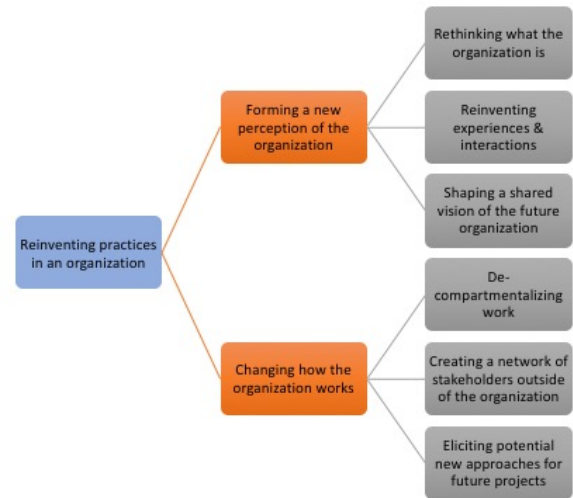 Reinventing practices
in an organization
Forming a new
perception of the
organization
Rethinking what the
organization is
Reinventing
experiences &
interactions
Shaping a shared
vision of the future
organization
Changing how the
organization works
De-
compartmentalizing
work
Creating a network of
stakeholders outside
of the organization
Eliciting potential
new approaches for
future projects